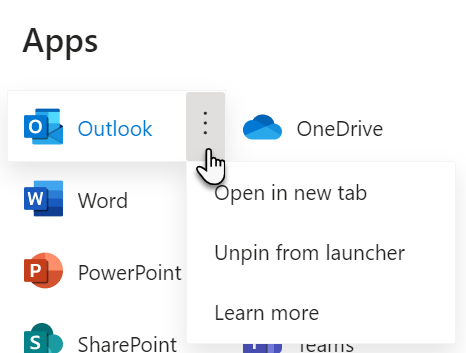 Apps
Outlook
OneDrive
Open in new tab
Word
Unpin from launcher
PowerPoint
Learn more
SharePoint
Teams